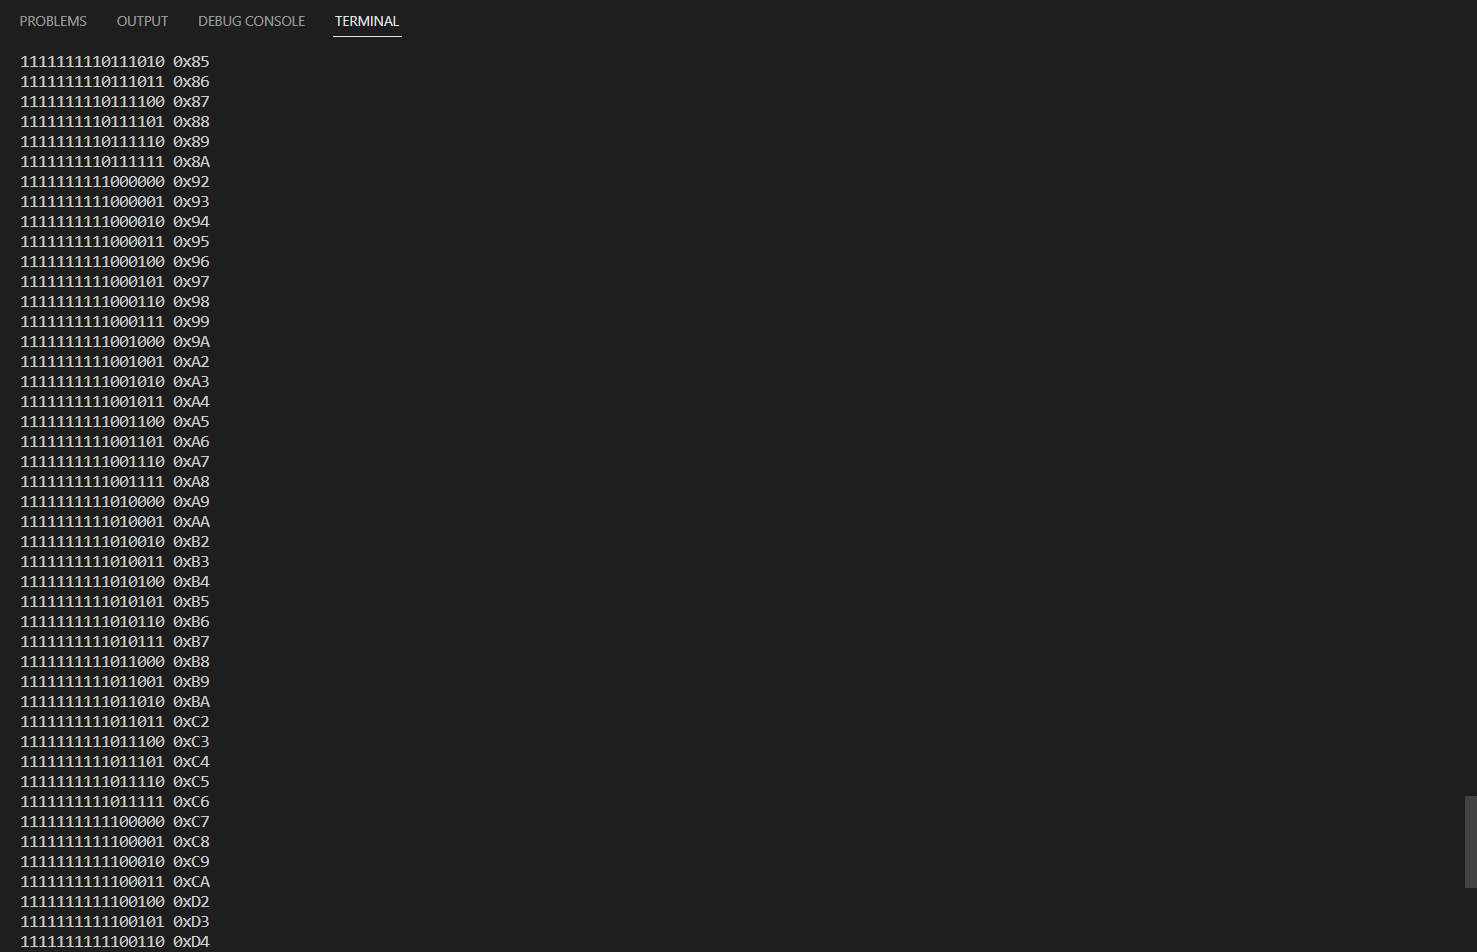 PROBLEMS OUTPUT DEBUG CONSOLE TERMINAL
1111111110111010 0x85
1111111110111011 0x86
1111111110111100 0x87
1111111110111101 0x88
1111111110111110 0x89
1111111110111111 0x8A
1111111111000000 0x92
1111111111000001 0x93
1111111111000010 0x94
1111111111000011 0x95
1111111111000100 0x96
1111111111000101 0x97
1111111111000110 0x98
1111111111000111 0x99
1111111111001000 0x9A
1111111111001001 0xA2
1111111111001010 0xA3
1111111111001011 0xA4
1111111111001100 0xA5
1111111111001101 0xA6
1111111111001110 0xA7
1111111111001111 0xA8
1111111111010000 0xA9
1111111111010001 0xAA
1111111111010010 0xB2
1111111111010011 0xB3
1111111111010100 0xB4
1111111111010101 0xB5
1111111111010110 0xB6
1111111111010111 0xB7
1111111111011000 0xB8
1111111111011001 0xB9
1111111111011010 0xBA
1111111111011011 0xC2
1111111111011100 0xC3
1111111111011101 0xC4
1111111111011110 0xC5
1111111111011111 0xC6
1111111111100000 0xC7
1111111111100001 0xC8
1111111111100010 0xC9
1111111111100011 0xCA
1111111111100100 0xD2
1111111111100101 0xD3
1111111111100110 0xD4